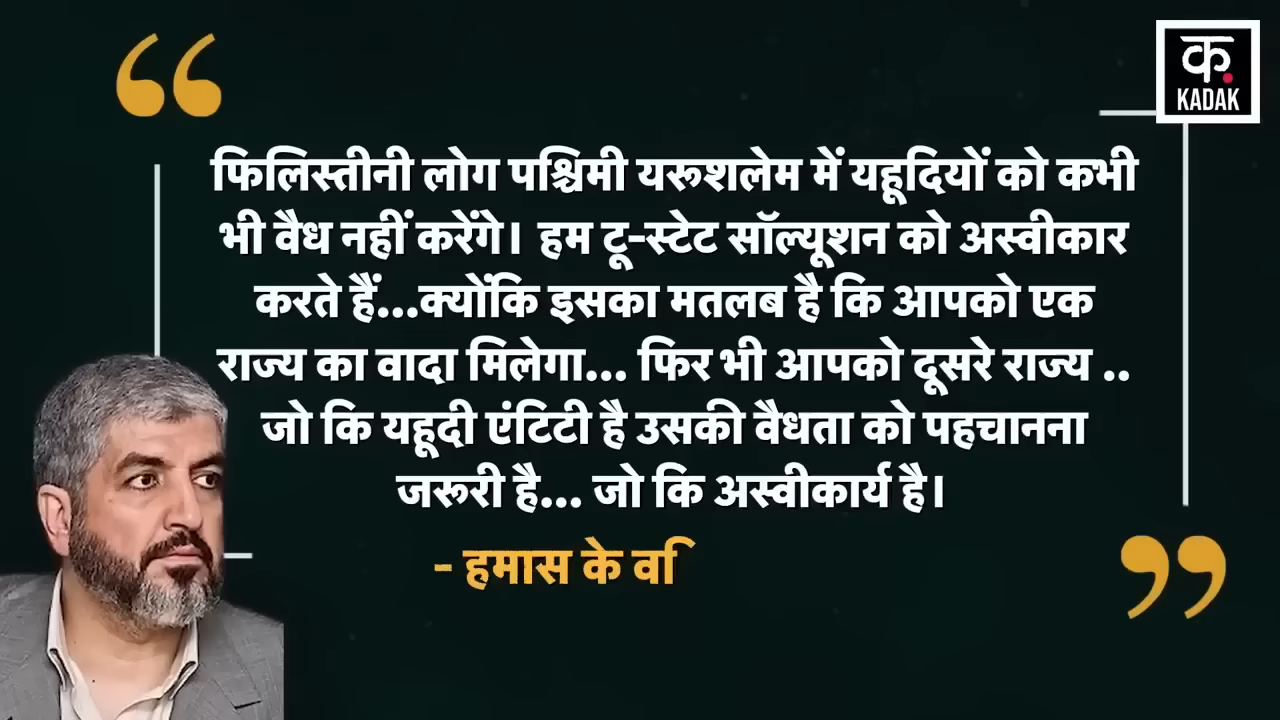 क
KADAK
फिलिस्तीनी लोग पश्चिमी यरूशलेम में यहूदियों को कभी
भी वैध नहीं करेंगे। हम टू-स्टेट सॉल्यूशन को अस्वीकार
करते हैं...क्योंकि इसका मतलब है कि आपको एक
राज्य का वादा मिलेगा... फिर भी आपको दूसरे राज्य ..
जो कि यहूदी एंटिटी है उसकी वैधता को पहचानना
जरूरी है... जो कि अस्वीकार्य है।
- हमास के